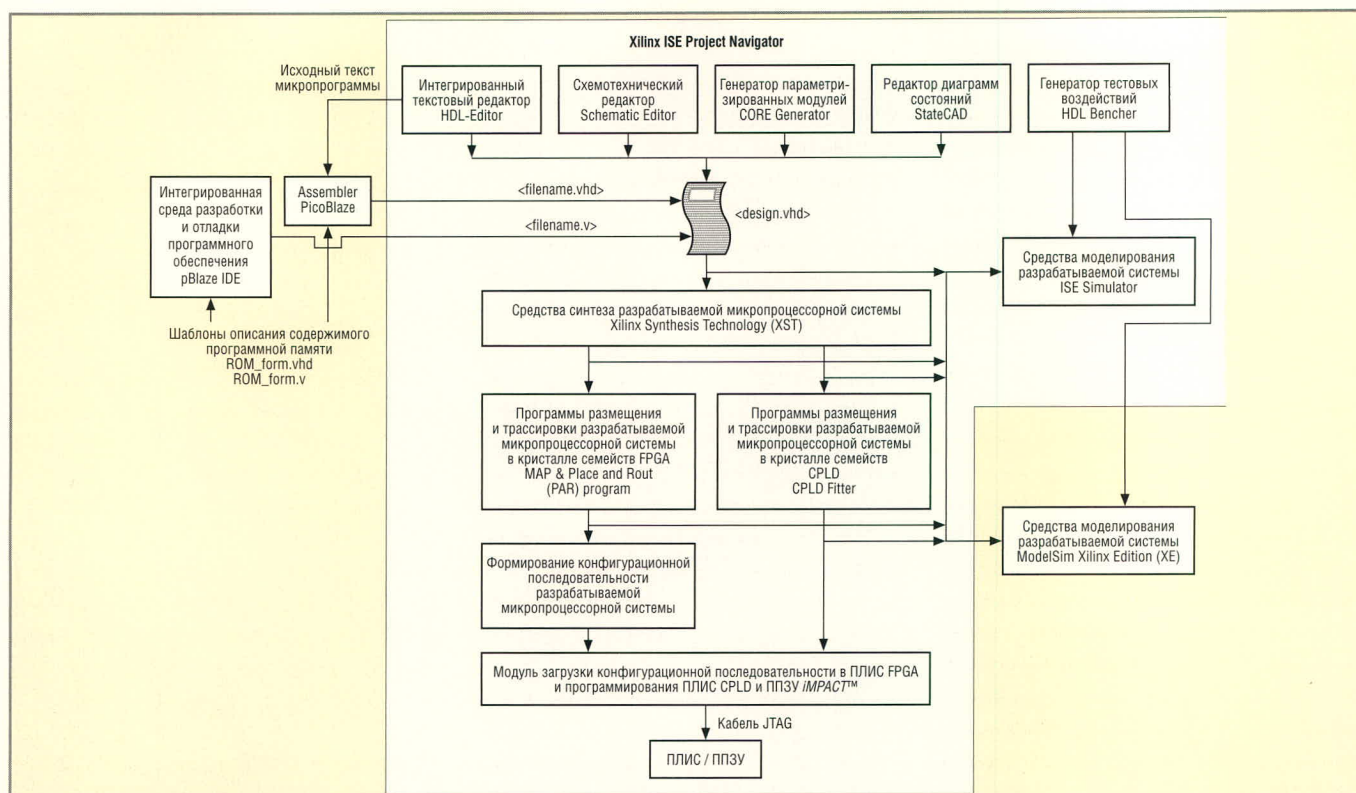 Xilinx ISE Project Navigator
Исходный текст
микропрограммы
Интегрированный
текстовый редактор
HDL-Editor
Схемотехнический
редактор
Schematic Editor
Генератор параметри-
зированных модулей
CORE Generator
Редактор диаграмм
состояний
StateCAD
Генератор тестовых
воздействий
HDL Bencher
Интегрированная
среда разработки
и отладки
программного
обеспечения
pBlaze IDE
Assembler
PicoBlaze
<filename.vhd>
<filename.v>
<design.vhd>
Средства моделирования
разрабатываемой системы
ISE Simulator
Шаблоны описания содержимого
программной памяти
ROM_form.vhd
ROM_form.v
Средства синтеза разрабатываемой микропроцессорной системы
Xilinx Synthesis Technology (XST)
Программы размещения
и трассировки разрабатываемой
микропроцессорной системы
в кристалле семейств FPGA
MAP & Place and Rout
(PAR) program
Программы размещения
и трассировки разрабатываемой
микропроцессорной системы
в кристалле семейств
CPLD
CPLD Fitter
Средства моделирования
разрабатываемой системы
ModelSim Xilinx Edition (XE)
Формирование конфигурационной
последовательности
разрабатываемой
микропроцессорной системы
Модуль загрузки конфигурационной последовательности в ПЛИС FPGA
и программирования ПЛИС CPLD и ППЗУ iMPACT™
Кабель JTAG
ПЛИС / ППЗУ